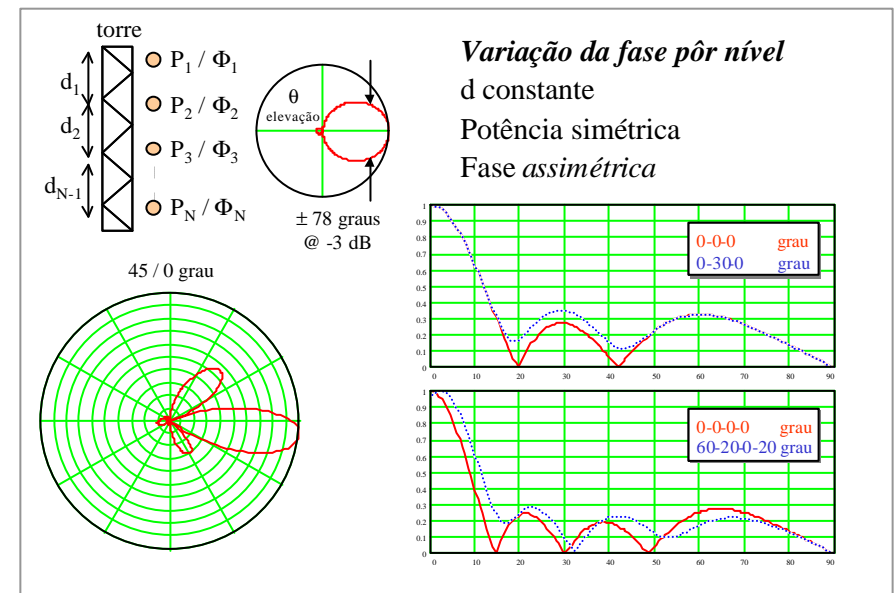 torre
P1 / Φ1
d1
P2 / Φ2
d2
P3 / Φ3
dN-1
PN / ΦN
θ
elevação
± 78 graus
@ -3 dB
Variação da fase pôr nível
d constante
Potência simétrica
Fase assimétrica
45 / 0 grau
1
0.9
0.8
0.7
0.6
0.5
0.4
0.3
0.2
0.1
0
0-0-0 grau
0-30-0 grau
0 10 20 30 40 50 60 70 80 90
1
0.9
0.8
0.7
0.6
0.5
0.4
0.3
0.2
0.1
0
0-0-0-0 grau
60-20-0-20 grau
0 10 20 30 40 50 60 70 80 90